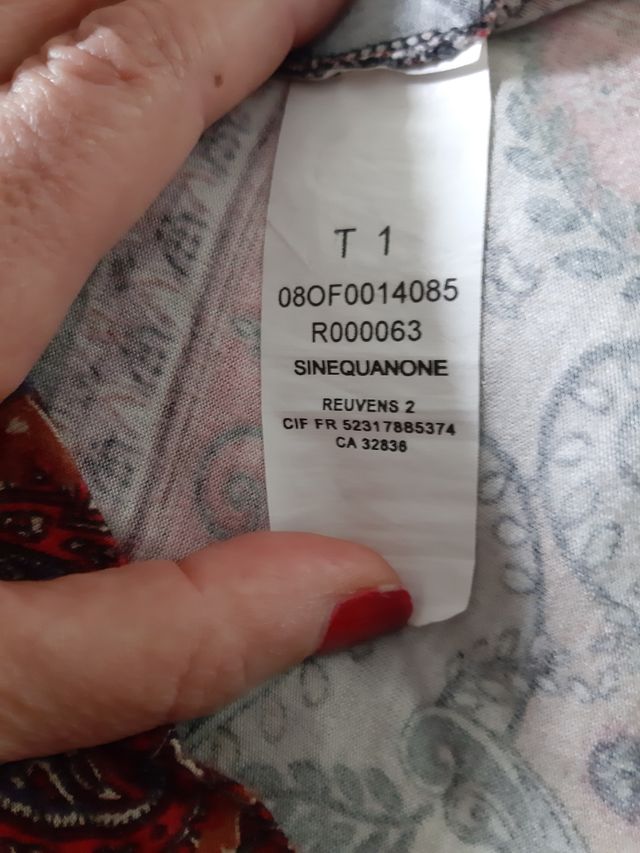 T 1
08OF0014085
R000063
SINEQUANONE
REUVENS 2
CIF FR 52317885374
CA 32836